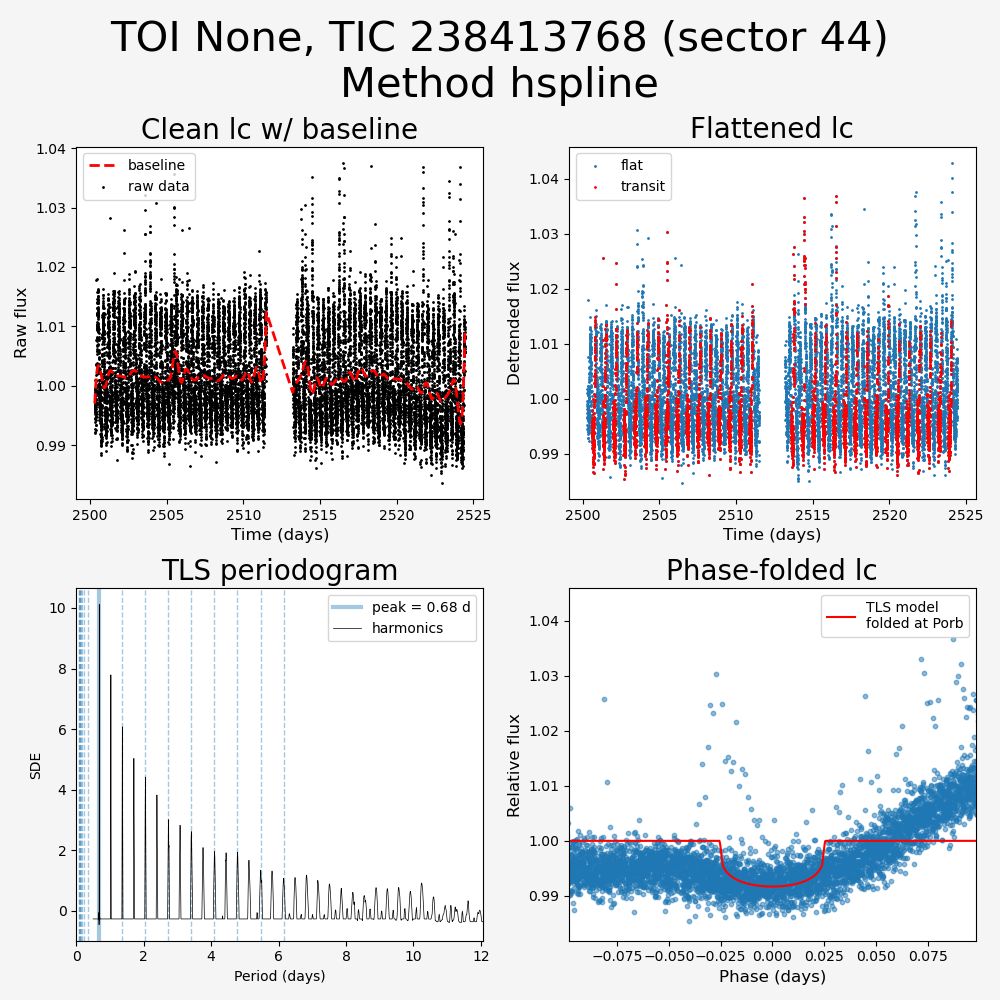 TOI None, TIC 238413768 (sector 44)
Method hspline
Clean lc w/ baseline
baseline
raw data
1.04
1.03
1.02
1.01
1.00
0.99
Raw flux
2500
2505
2510
2515
2520
2525
Time (days)
Flattened lc
flat
transit
1.04
1.03
1.02
1.01
1.00
0.99
Detrended flux
2500
2505
2510
2515
2520
2525
Time (days)
TLS periodogram
peak = 0.68 d
harmonics
10
8
6
4
2
0
SDE
0
2
4
6
8
10
12
Period (days)
Phase-folded lc
TLS model
folded at Porb
1.04
1.03
1.02
1.01
1.00
0.99
Relative flux
−0.075
−0.050
−0.025
0.000
0.025
0.050
0.075
Phase (days)